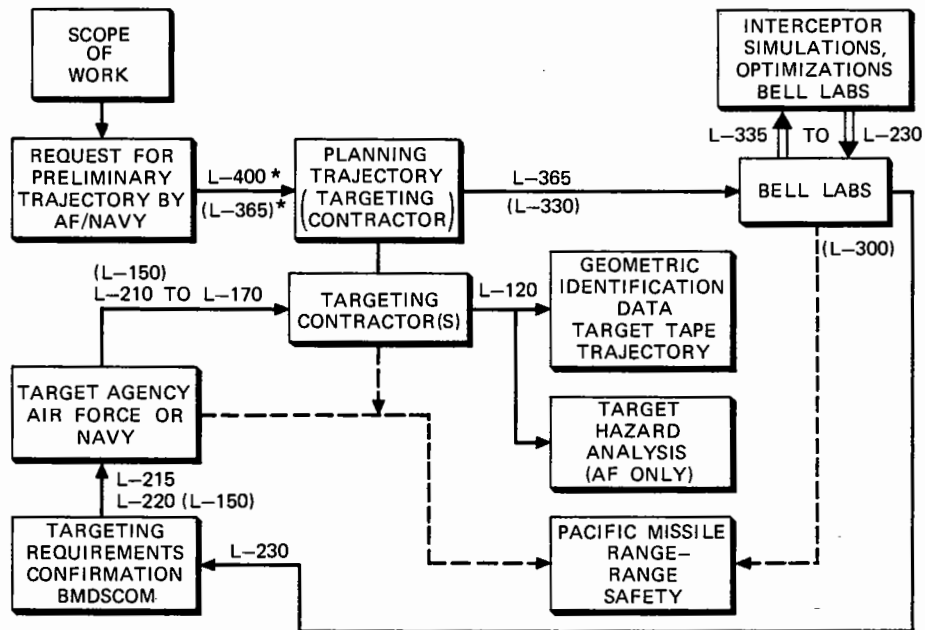 SCOPE
OF
WORK
INTERCEPTOR
SIMULATIONS,
OPTIMIZATIONS
BELL LABS
L–335 TO L–230
REQUEST FOR
PRELIMINARY
TRAJECTORY BY
AF/NAVY
L–400*
(L–365)*
PLANNING
TRAJECTORY
(TARGETING
CONTRACTOR)
L–365
(L–330)
BELL LABS
(L–300)
(L–150)
L–210 TO L–170
TARGETING
CONTRACTOR(S)
L–120
GEOMETRIC
IDENTIFICATION
DATA
TARGET TAPE
TRAJECTORY
TARGET AGENCY
AIR FORCE OR
NAVY
TARGET
HAZARD
ANALYSIS
(AF ONLY)
L–215
L–220 (L–150)
TARGETING
REQUIREMENTS
CONFIRMATION
BMDSCOM
L–230
PACIFIC MISSILE
RANGE–
RANGE
SAFETY